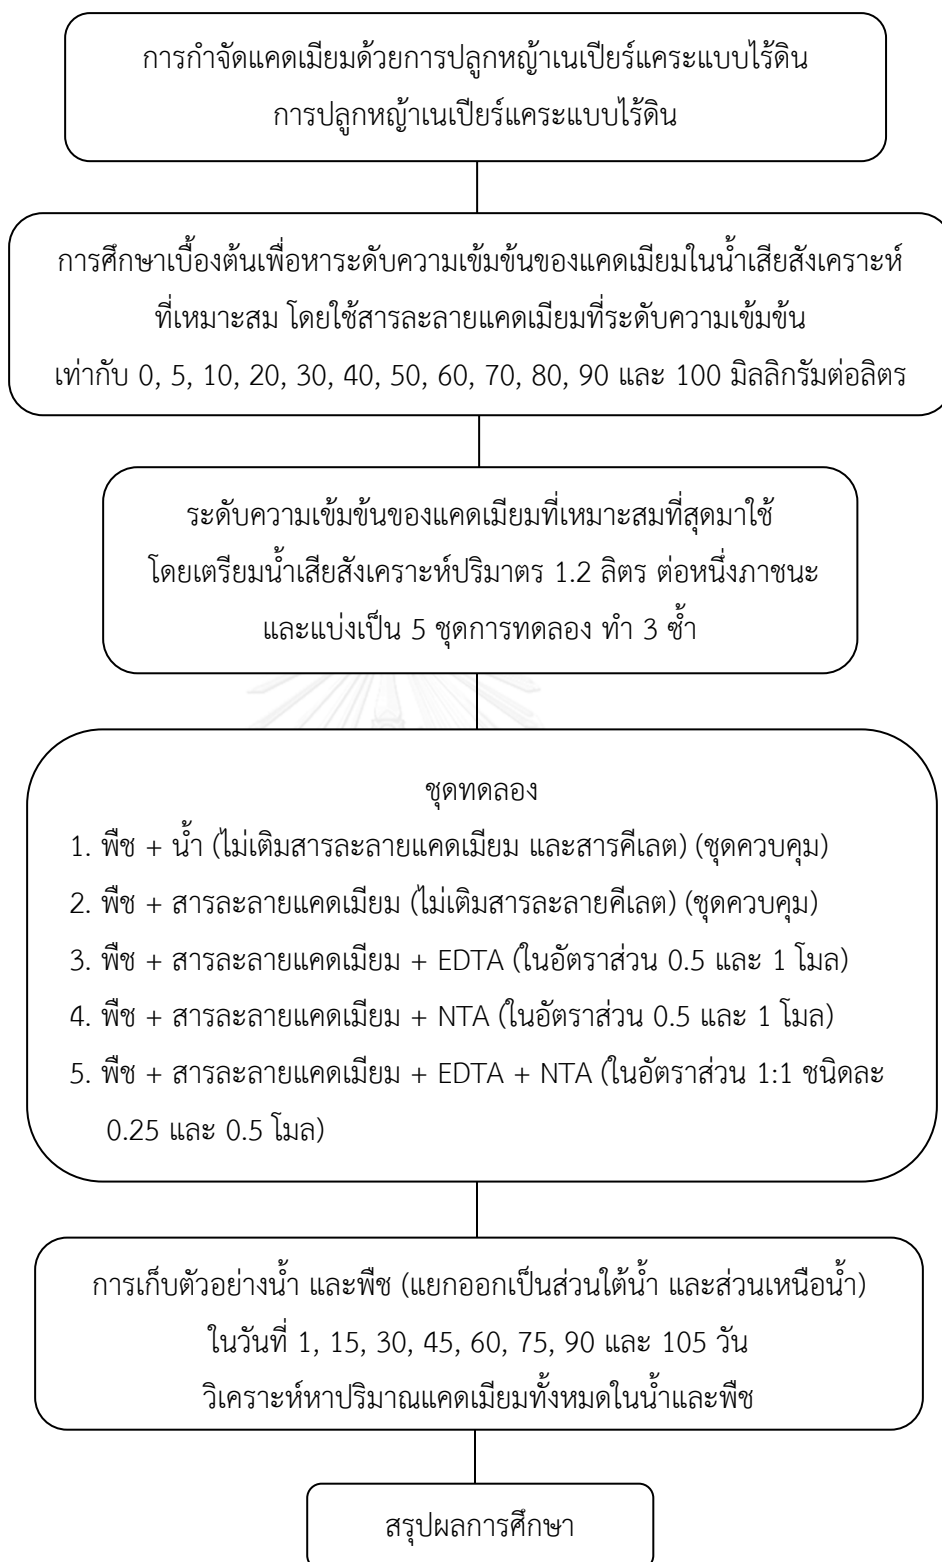 การกำจัดแคดเมียมด้วยการปลูกหญ้าเนเปียร์แคระแบบไร้ดิน
การปลูกหญ้าเนเปียร์แคระแบบไร้ดิน
การศึกษาเบื้องต้นเพื่อหาระดับความเข้มข้นของแคดเมียมในน้ำเสียสังเคราะห์
ที่เหมาะสม โดยใช้สารละลายแคดเมียมที่ระดับความเข้มข้น
เท่ากับ 0, 5, 10, 20, 30, 40, 50, 60, 70, 80, 90 และ 100 มิลลิกรัมต่อลิตร
ระดับความเข้มข้นของแคดเมียมที่เหมาะสมที่สุดมาใช้
โดยเตรียมน้ำเสียสังเคราะห์ปริมาตร 1.2 ลิตร ต่อหนึ่งภาชนะ
และแบ่งเป็น 5 ชุดการทดลอง ทำ 3 ซ้ำ
ชุดทดลอง
1. พืช + น้ำ (ไม่เติมสารละลายแคดเมียม และสารคีเลต) (ชุดควบคุม)
2. พืช + สารละลายแคดเมียม (ไม่เติมสารละลายคีเลต) (ชุดควบคุม)
3. พืช + สารละลายแคดเมียม + EDTA (ในอัตราส่วน 0.5 และ 1 โมล)
4. พืช + สารละลายแคดเมียม + NTA (ในอัตราส่วน 0.5 และ 1 โมล)
5. พืช + สารละลายแคดเมียม + EDTA + NTA (ในอัตราส่วน 1:1 ชนิดละ
0.25 และ 0.5 โมล)
การเก็บตัวอย่างน้ำ และพืช (แยกออกเป็นส่วนใต้น้ำ และส่วนเหนือน้ำ)
ในวันที่ 1, 15, 30, 45, 60, 75, 90 และ 105 วัน
วิเคราะห์หาปริมาณแคดเมียมทั้งหมดในน้ำและพืช
สรุปผลการศึกษา